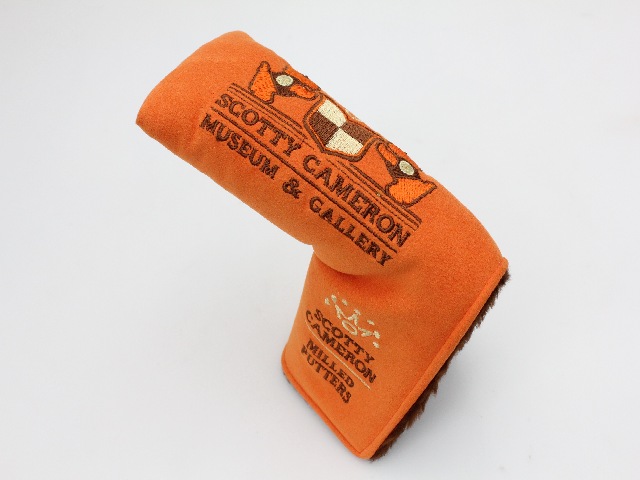 SCOTTY CAMERON
MUSEUM & GALLERY
SCOTTY
CAMERON
MILLED
PUTTERS